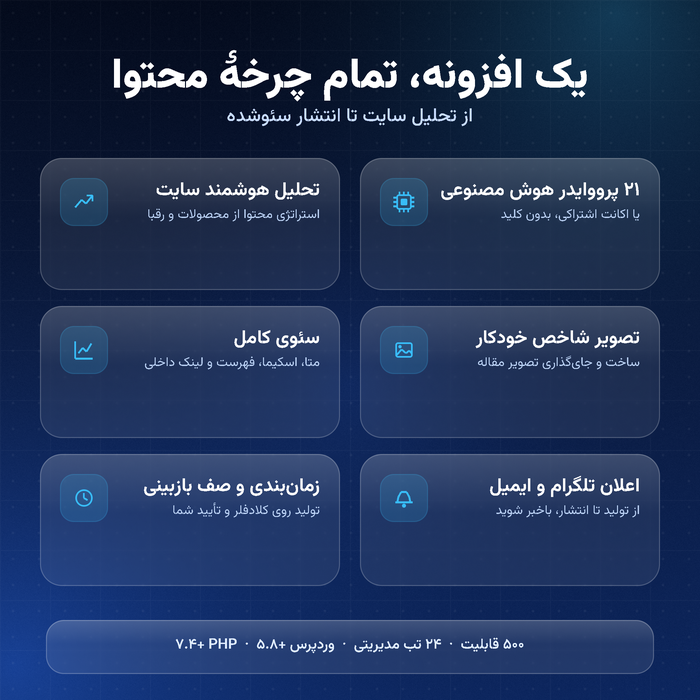 یک افزونه، تمام چرخهٔ محتوا
از تحلیل سایت تا انتشار سئوشده
۲۱ پرووایدر هوش مصنوعی
با اکانت اشتراکی، بدون کلید
تحلیل هوشمند سایت
استراتژی محتوا از محصولات و رقبا
تصویر شاخص خودکار
ساخت و جای‌گذاری تصویر مقاله
سئوی کامل
متا، اسکیما، فهرست و لینک داخلی
اعلان تلگرام و ایمیل
از تولید تا انتشار، باخبر شوید
زمان‌بندی و صف بازبینی
تولید روی کلادفلر و تأیید شما
۵۰۰ قابلیت · ۲۴ تب مدیریتی · وردپرس +۵.۸ · PHP +۷.۴